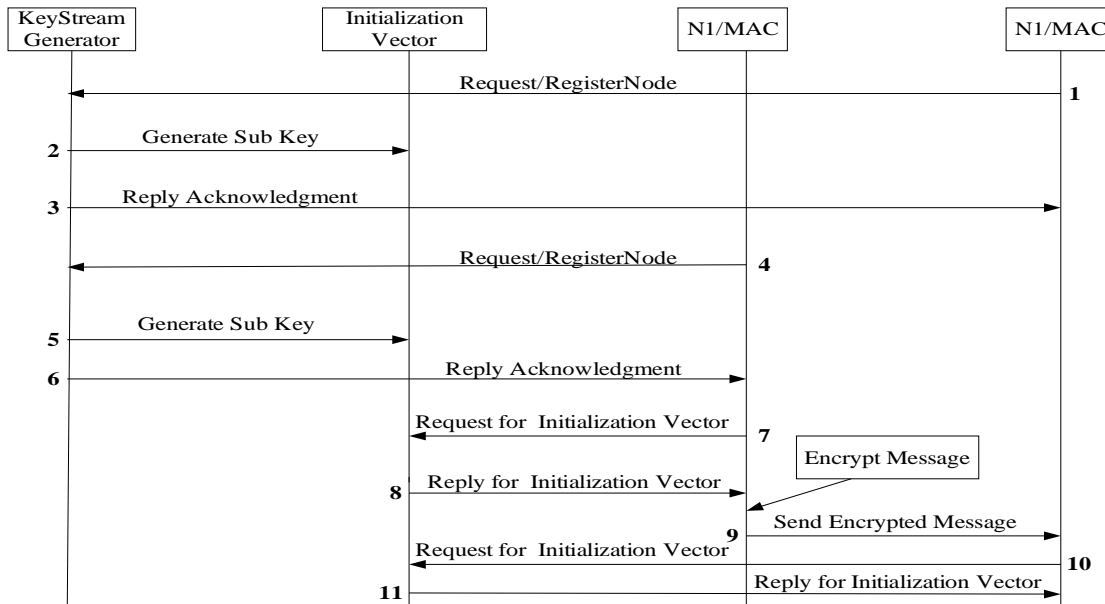 KeyStream
Generator
Initialization
Vector
N1/MAC
N1/MAC
Request/RegisterNode
1
Generate Sub Key
2
Reply Acknowledgment
3
Request/RegisterNode
4
Generate Sub Key
5
6
Reply Acknowledgment
Request for Initialization Vector
7
Encrypt Message
8
Reply for Initialization Vector
9
Send Encrypted Message
Request for Initialization Vector
10
11
Reply for Initialization Vector